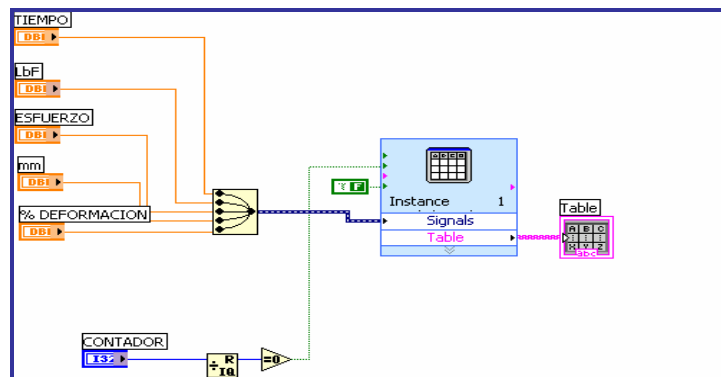 TIEMPO
DBL
LbF
DBL
ESFUERZO
DBL
mm
DBL
% DEFORMACION
DBL
F
Instance 1
Signals
Table
Table
abc
CONTADOR
I32
R
IQ
=0